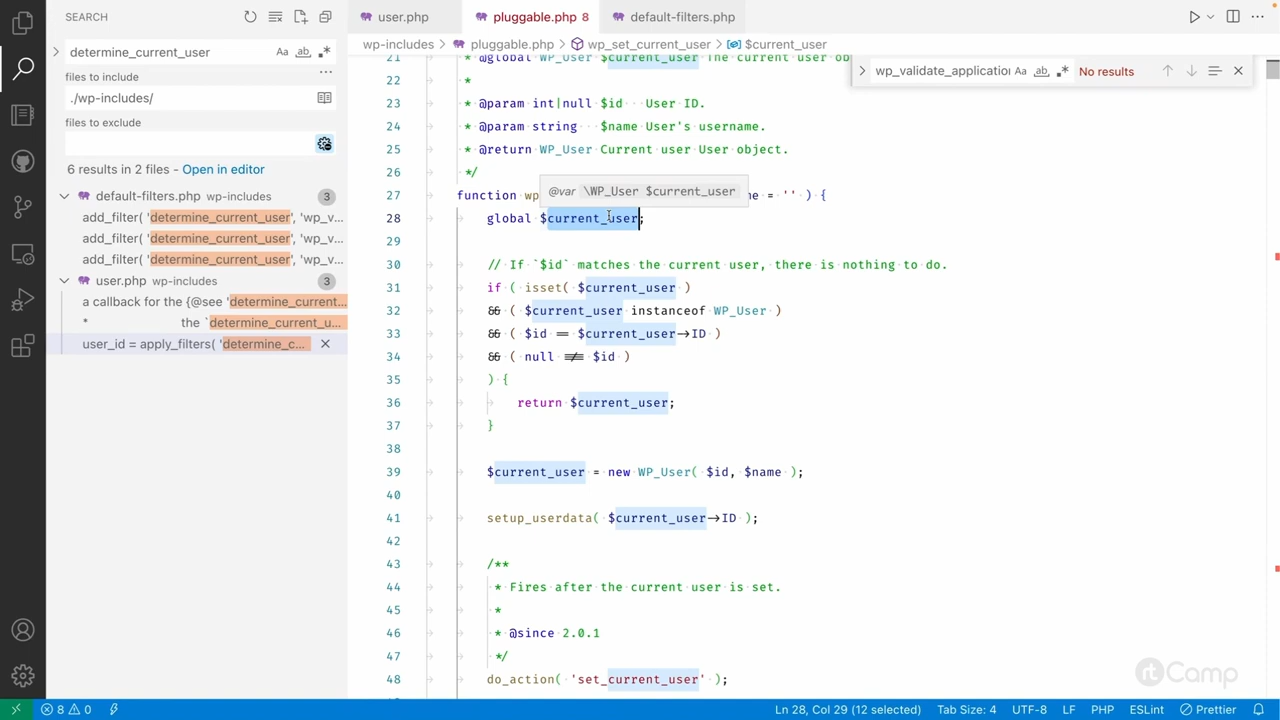 SEARCH
determine_current_user
Aa
ab
files to include
./wp-includes/
files to exclude
6 results in 2 files - Open in editor
default-filters.php wp-includes 3
add_filter( 'determine_current_user', 'wp_v...
add_filter( 'determine_current_user', 'wp_v...
add_filter( 'determine_current_user', 'wp_v...
user.php wp-includes 3
a callback for the {@see 'determine_current...
* the `determine_current_u...
user_id = apply_filters( 'determine_c...
user.php
pluggable.php 8
default-filters.php
wp-includes > pluggable.php > wp_set_current_user > $current_user
wp_validate_application Aa ab No results
21 * @global WP_User $current_user The current user ob
22 *
23 * @param int|null $id User ID.
24 * @param string $name User's username.
25 * @return WP_User Current user User object.
26 */
@var \WP_User $current_user
27 function wp me = '' ) {
28 global $current_user;
29
30 // If `$id` matches the current user, there is nothing to do.
31 if ( isset( $current_user )
32 && ( $current_user instanceof WP_User )
33 && ( $id == $current_user->ID )
34 && ( null !== $id )
35 ) {
36 return $current_user;
37 }
38
39 $current_user = new WP_User( $id, $name );
40
41 setup_userdata( $current_user->ID );
42
43 /**
44 * Fires after the current user is set.
45 *
46 * @since 2.0.1
47 */
48 do_action( 'set_current_user' );
rtCamp
8 0 Ln 28, Col 29 (12 selected) Tab Size: 4 UTF-8 LF PHP ESLint Prettier